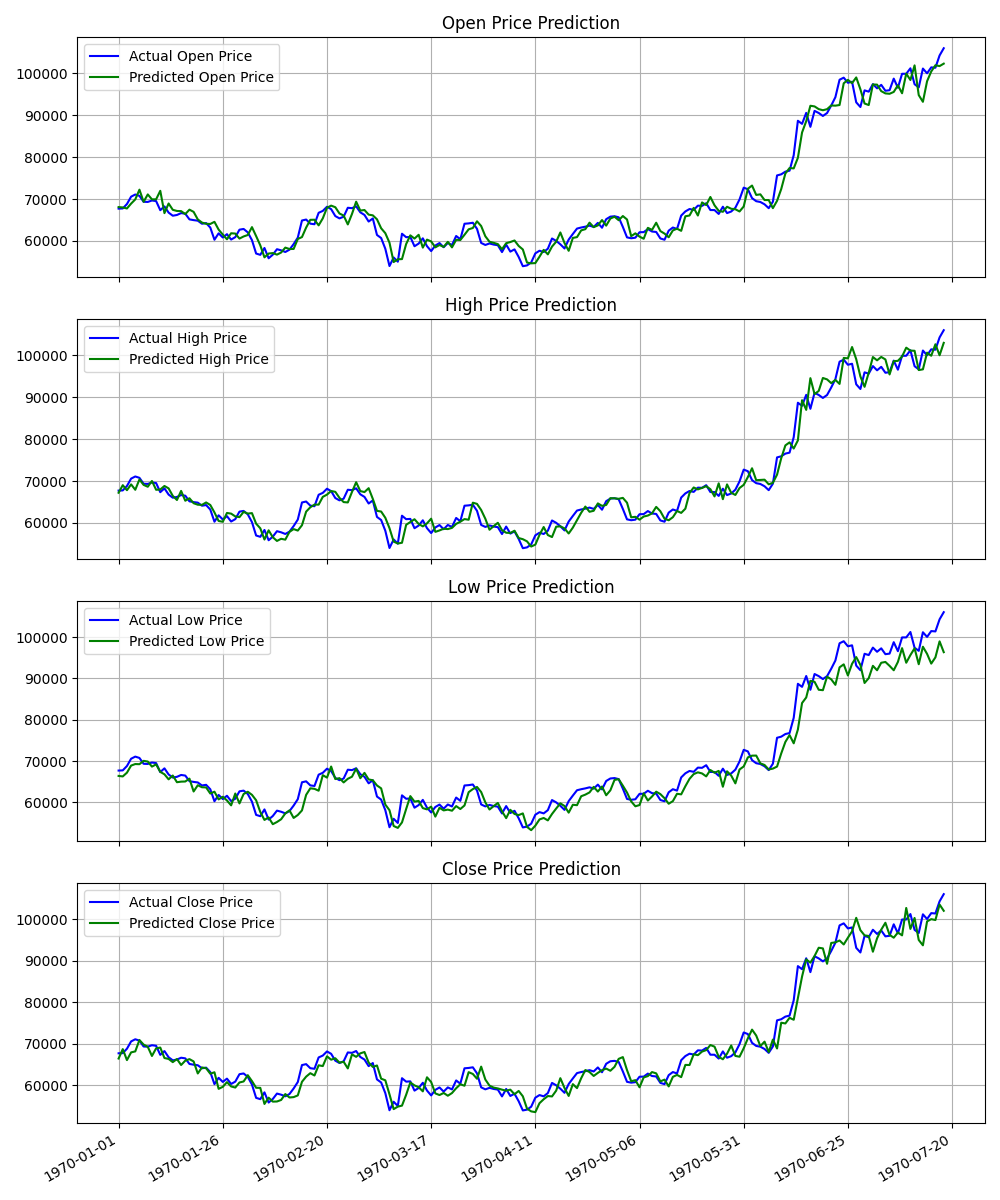 Open Price Prediction
Actual Open Price
Predicted Open Price
100000
90000
80000
70000
60000
High Price Prediction
Actual High Price
Predicted High Price
100000
90000
80000
70000
60000
Low Price Prediction
Actual Low Price
Predicted Low Price
100000
90000
80000
70000
60000
Close Price Prediction
Actual Close Price
Predicted Close Price
100000
90000
80000
70000
60000
1970-01-01
1970-01-26
1970-02-20
1970-03-17
1970-04-11
1970-05-06
1970-05-31
1970-06-25
1970-07-20